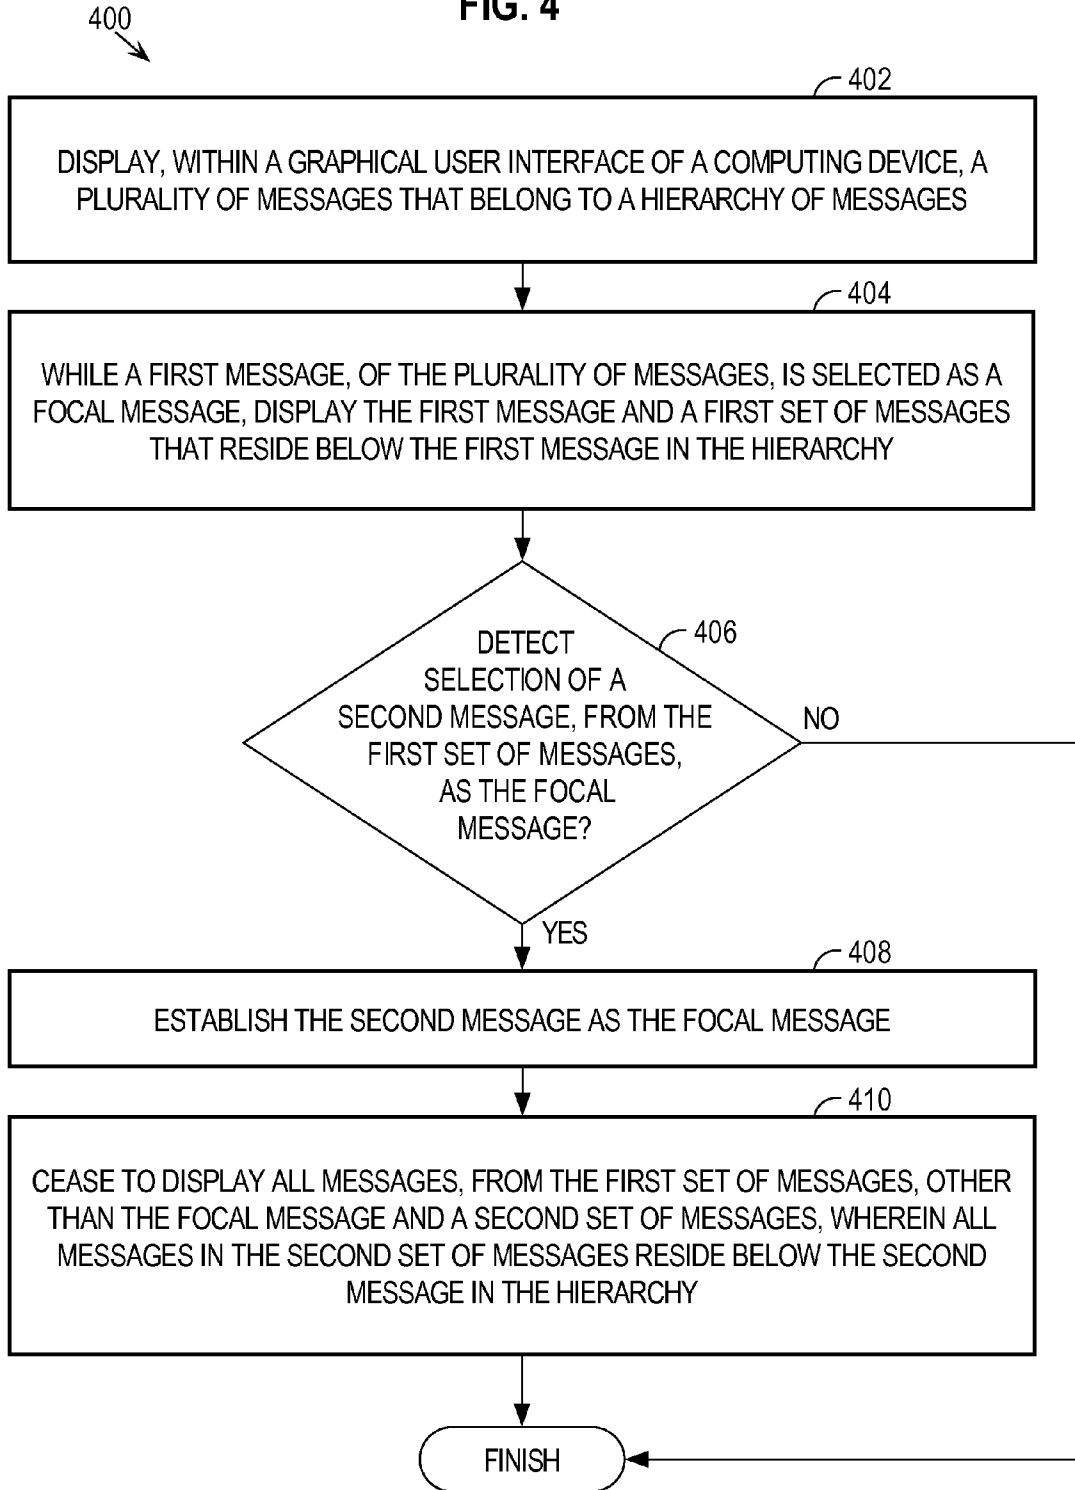 FIG. 4
400
402
DISPLAY, WITHIN A GRAPHICAL USER INTERFACE OF A COMPUTING DEVICE, A
PLURALITY OF MESSAGES THAT BELONG TO A HIERARCHY OF MESSAGES
404
WHILE A FIRST MESSAGE, OF THE PLURALITY OF MESSAGES, IS SELECTED AS A
FOCAL MESSAGE, DISPLAY THE FIRST MESSAGE AND A FIRST SET OF MESSAGES
THAT RESIDE BELOW THE FIRST MESSAGE IN THE HIERARCHY
406
DETECT
SELECTION OF A
SECOND MESSAGE, FROM THE
FIRST SET OF MESSAGES,
AS THE FOCAL
MESSAGE?
NO
YES
408
ESTABLISH THE SECOND MESSAGE AS THE FOCAL MESSAGE
410
CEASE TO DISPLAY ALL MESSAGES, FROM THE FIRST SET OF MESSAGES, OTHER
THAN THE FOCAL MESSAGE AND A SECOND SET OF MESSAGES, WHEREIN ALL
MESSAGES IN THE SECOND SET OF MESSAGES RESIDE BELOW THE SECOND
MESSAGE IN THE HIERARCHY
FINISH